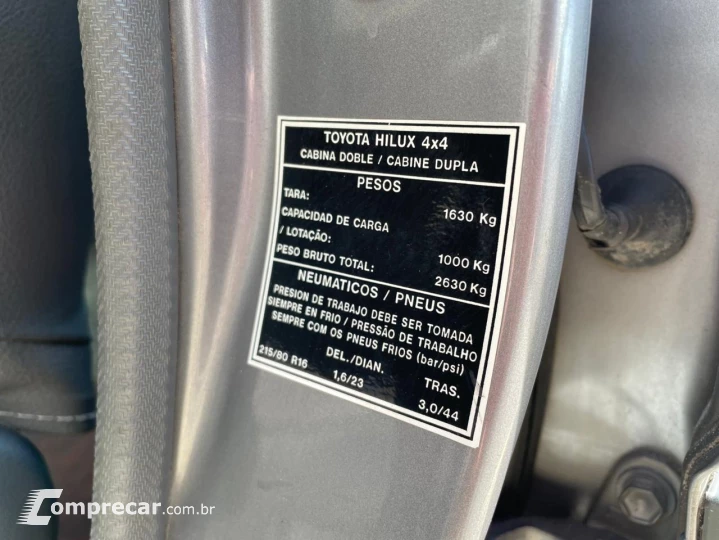 TOYOTA HILUX 4x4
CABINA DOBLE / CABINE DUPLA
PESOS
TARA: 1630 Kg
CAPACIDAD DE CARGA
/ LOTAÇÃO: 1000 Kg
PESO BRUTO TOTAL: 2630 Kg
NEUMATICOS / PNEUS
PRESION DE TRABAJO DEBE SER TOMADA
SIEMPRE EN FRIO / PRESSÃO DE TRABALHO
SEMPRE COM OS PNEUS FRIOS (bar/psi)
DEL./DIAN. TRAS.
215/80 R16 1,6/23 3,0/44
Comprecar.com.br